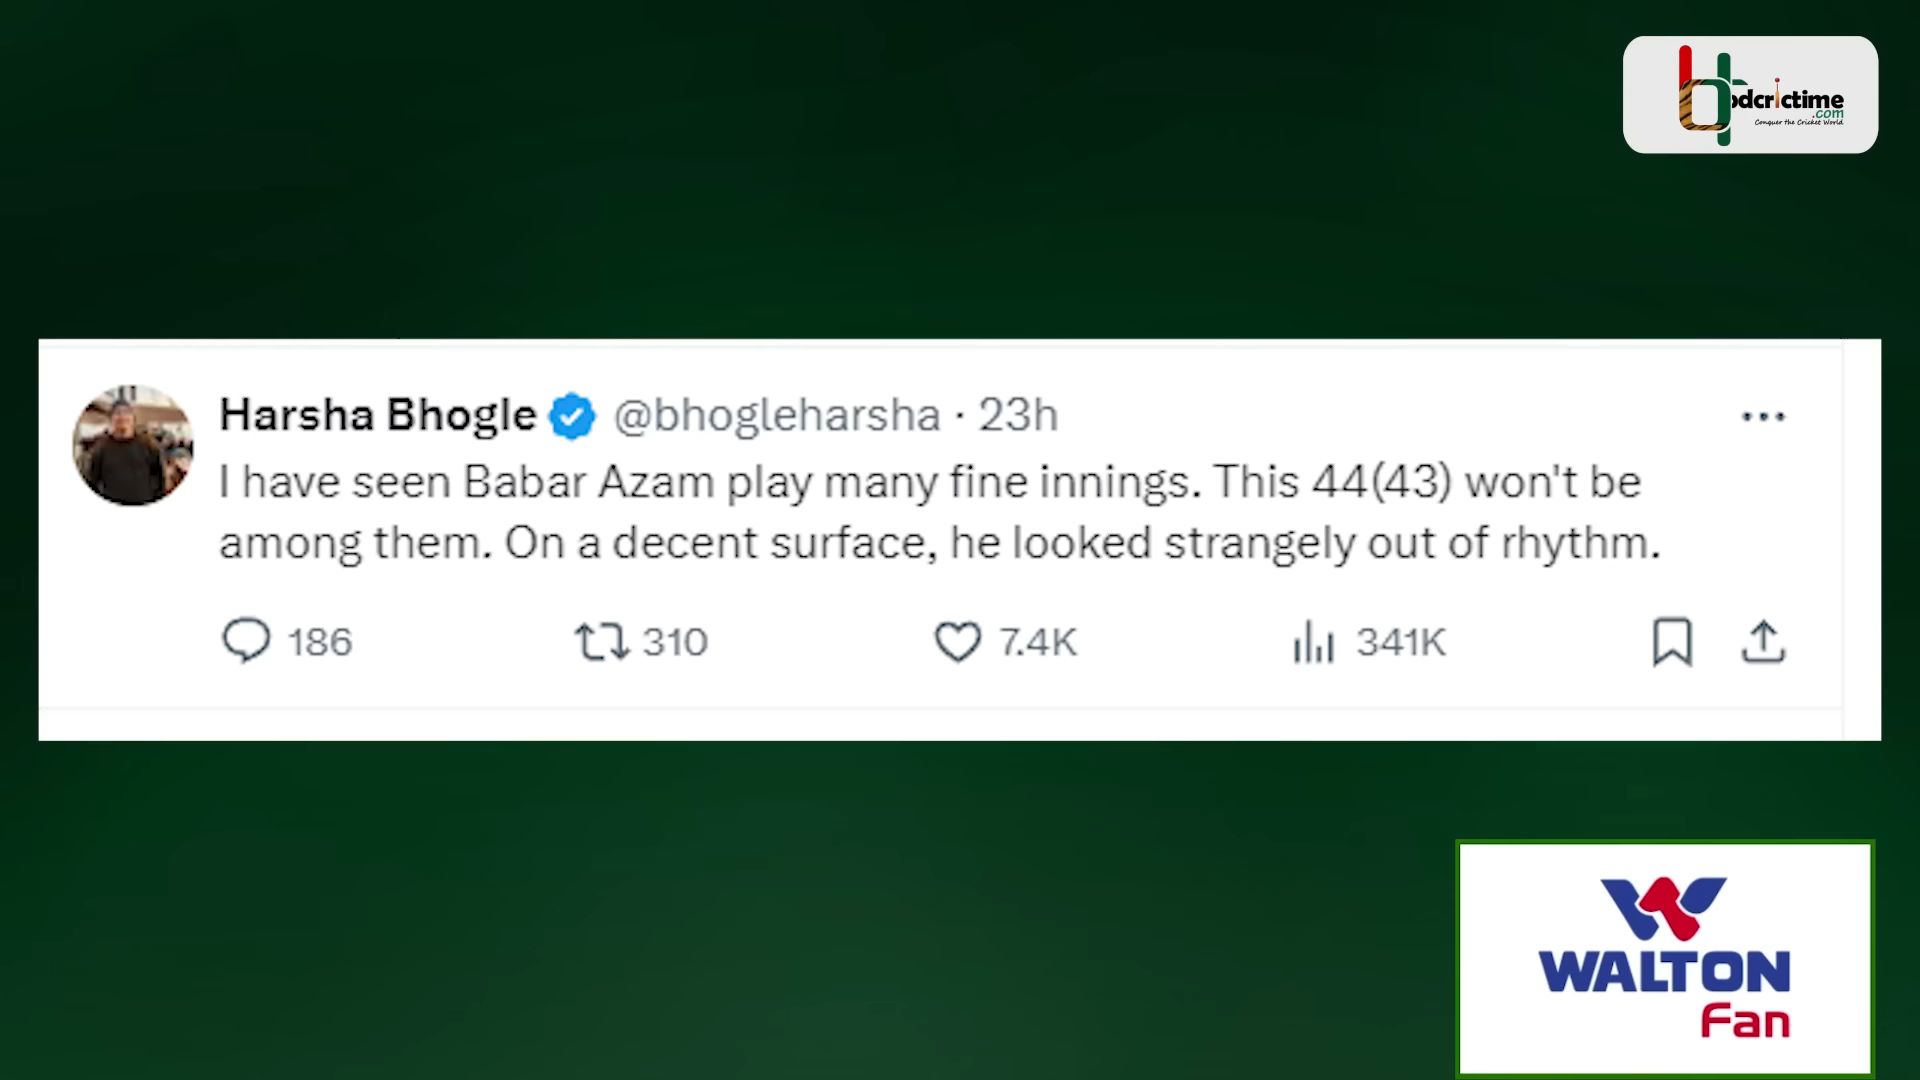 bdcrictime
.com
Conquer the Cricket World
Harsha Bhogle @bhogleharsha · 23h
I have seen Babar Azam play many fine innings. This 44(43) won't be
among them. On a decent surface, he looked strangely out of rhythm.
186 310 7.4K 341K
WALTON
Fan